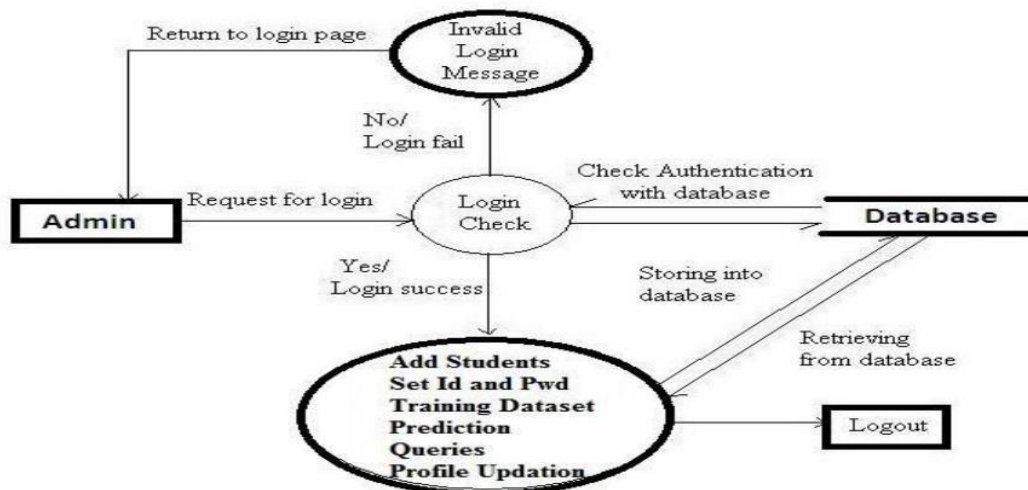 Return to login page
Invalid
Login
Message
No/
Login fail
Check Authentication
with database
Admin
Request for login
Login
Check
Database
Yes/
Login success
Storing into
database
Retrieving
from database
Add Students
Set Id and Pwd
Training Dataset
Prediction
Queries
Profile Updation
Logout